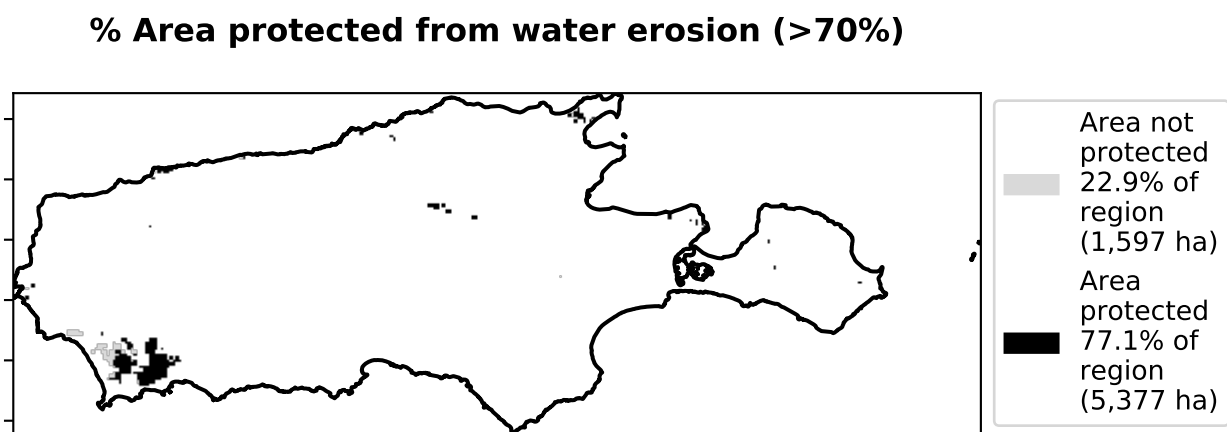 % Area protected from water erosion (>70%)
Area not
protected
22.9% of
region
(1,597 ha)
Area
protected
77.1% of
region
(5,377 ha)